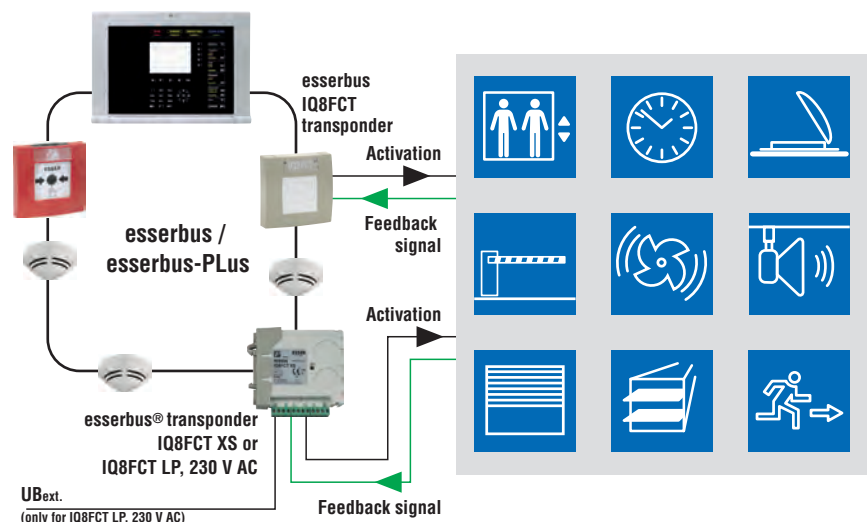 esserbus
IQ8FCT
transponder
Activation
Feedback
signal
esserbus /
esserbus-PLus
Activation
esserbus® transponder
IQ8FCT XS or
IQ8FCT LP, 230 V AC
UBext.
(only for IQ8FCT LP, 230 V AC)
Feedback signal